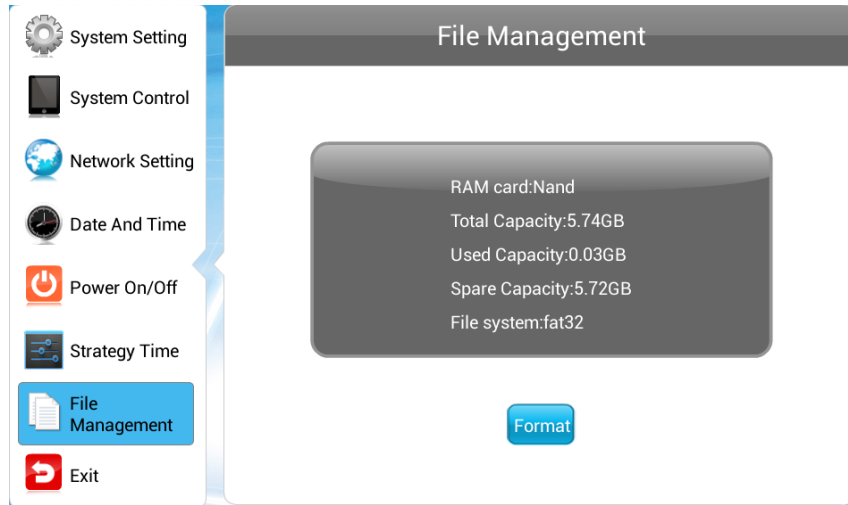 System Setting
System Control
Network Setting
Date And Time
Power On/Off
Strategy Time
File
Management
Exit
File Management
RAM card:Nand
Total Capacity:5.74GB
Used Capacity:0.03GB
Spare Capacity:5.72GB
File system:fat32
Format